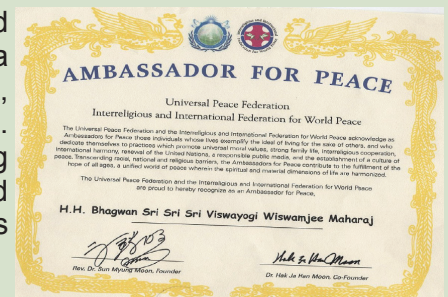 d
a
,
.
g
d
s
AMBASSADOR FOR PEACE
Universal Peace Federation
Interreligious and International Federation for World Peace
The Universal Peace Federation and the Interreligious and International Federation for World Peace acknowledge as
Ambassadors for Peace those individuals whose lives exemplify the ideal of living for the sake of others, and who
dedicate themselves to practices which promote universal moral values, strong family life, interreligious cooperation,
international harmony, renewal of the United Nations, a responsible public media, and the establishment of a culture of
peace. Transcending racial, national and religious barriers, the Ambassadors for Peace contribute to the fulfillment of the
hope of all ages, a unified world of peace wherein the spiritual and material dimensions of life are harmonized.
The Universal Peace Federation and the Interreligious and International Federation for World Peace
are proud to hereby recognize as an Ambassador for Peace,
H.H. Bhagwan Sri Sri Sri Viswayogi Wiswamjee Maharaj
Hak Ja Han Moon
Rev. Dr. Sun Myung Moon, Founder
Dr. Hak Ja Han Moon, Co-Founder